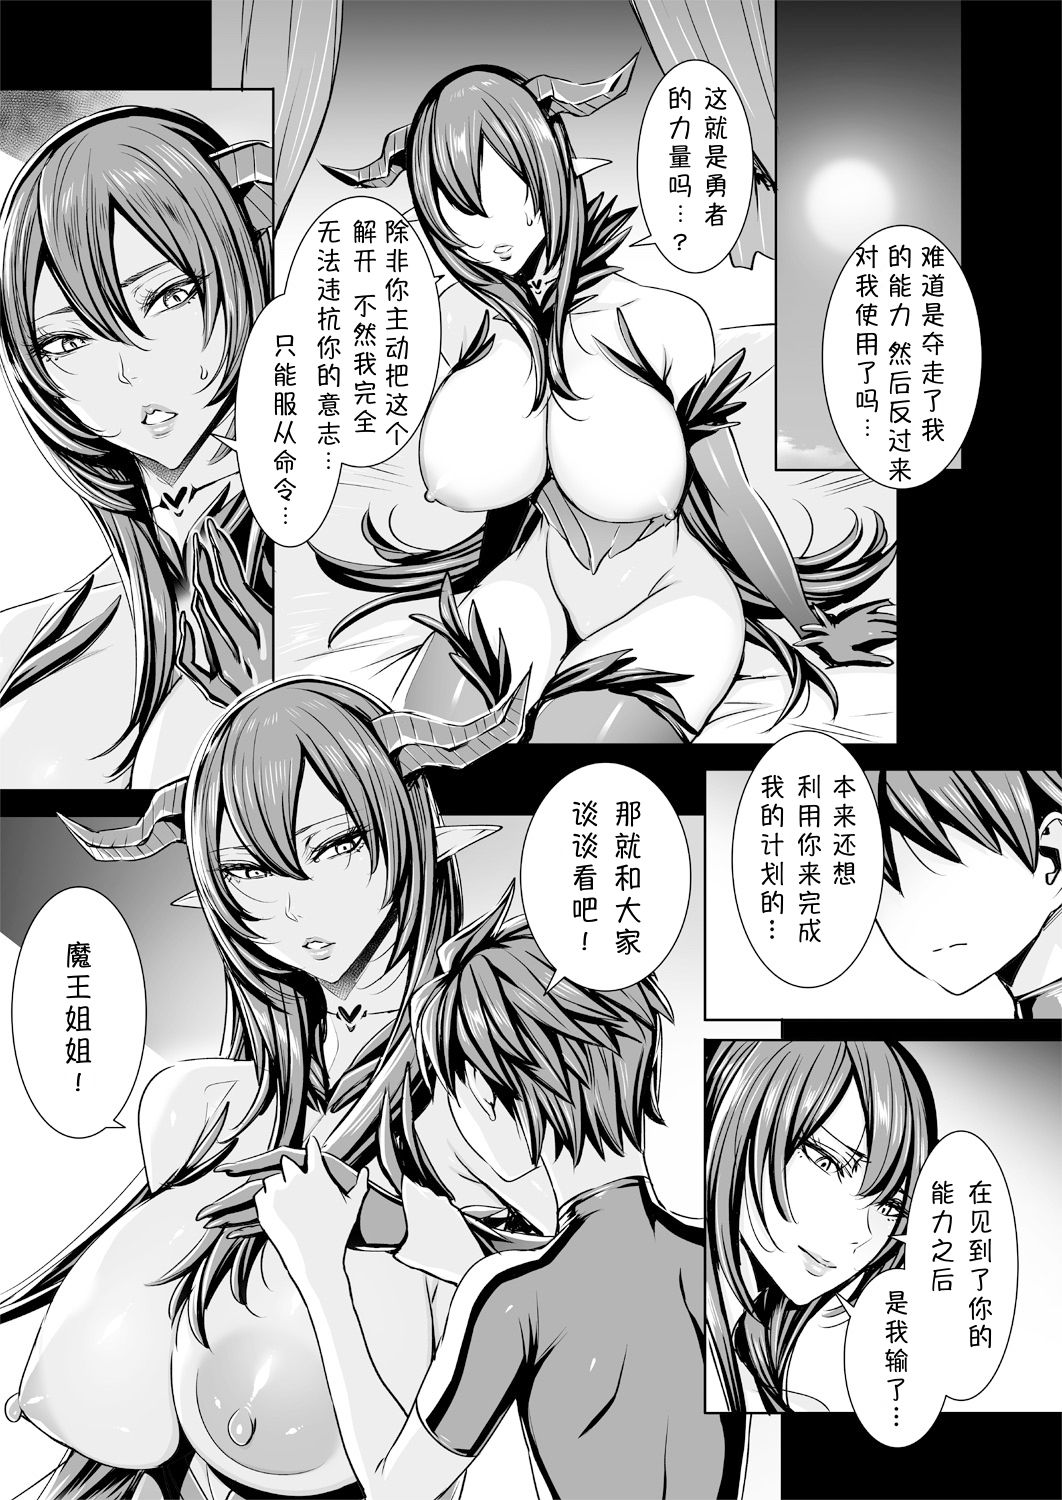 难道是夺走了我
的能力 然后反过来
对我使用了吗…
这就是勇者
的力量吗…?
除非你主动把这个
解开 不然我完全
无法违抗你的意志…
只能服从命令…
本来还想
利用你来完成
我的计划的…
在见到了你的
能力之后
是我输了…
那就和大家
谈谈看吧!
魔王姐姐!